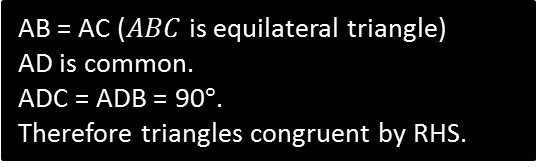 AB = AC (ABC is equilateral triangle)
AD is common.
ADC = ADB = 90°.
Therefore triangles congruent by RHS.